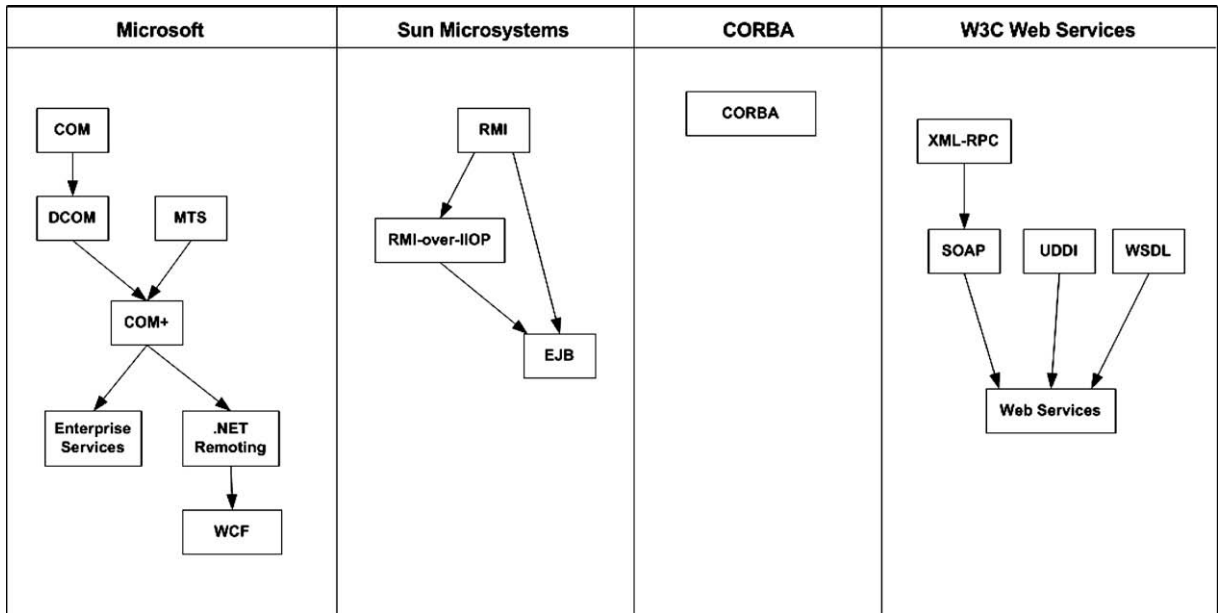 Microsoft
Sun Microsystems
CORBA
W3C Web Services
COM
DCOM
MTS
COM+
Enterprise
Services
.NET
Remoting
WCF
RMI
RMI-over-IIOP
EJB
CORBA
XML-RPC
SOAP
UDDI
WSDL
Web Services